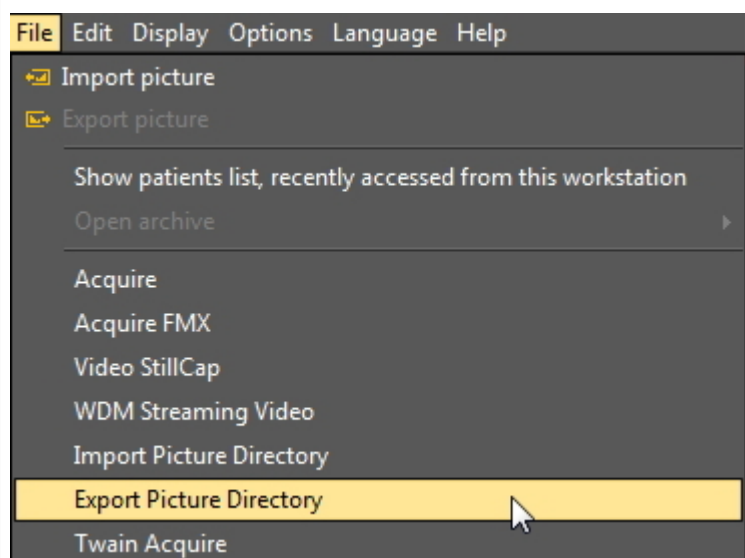 File Edit Display Options Language Help
Import picture
Export picture
Show patients list, recently accessed from this workstation
Open archive
Acquire
Acquire FMX
Video StillCap
WDM Streaming Video
Import Picture Directory
Export Picture Directory
Twain Acquire